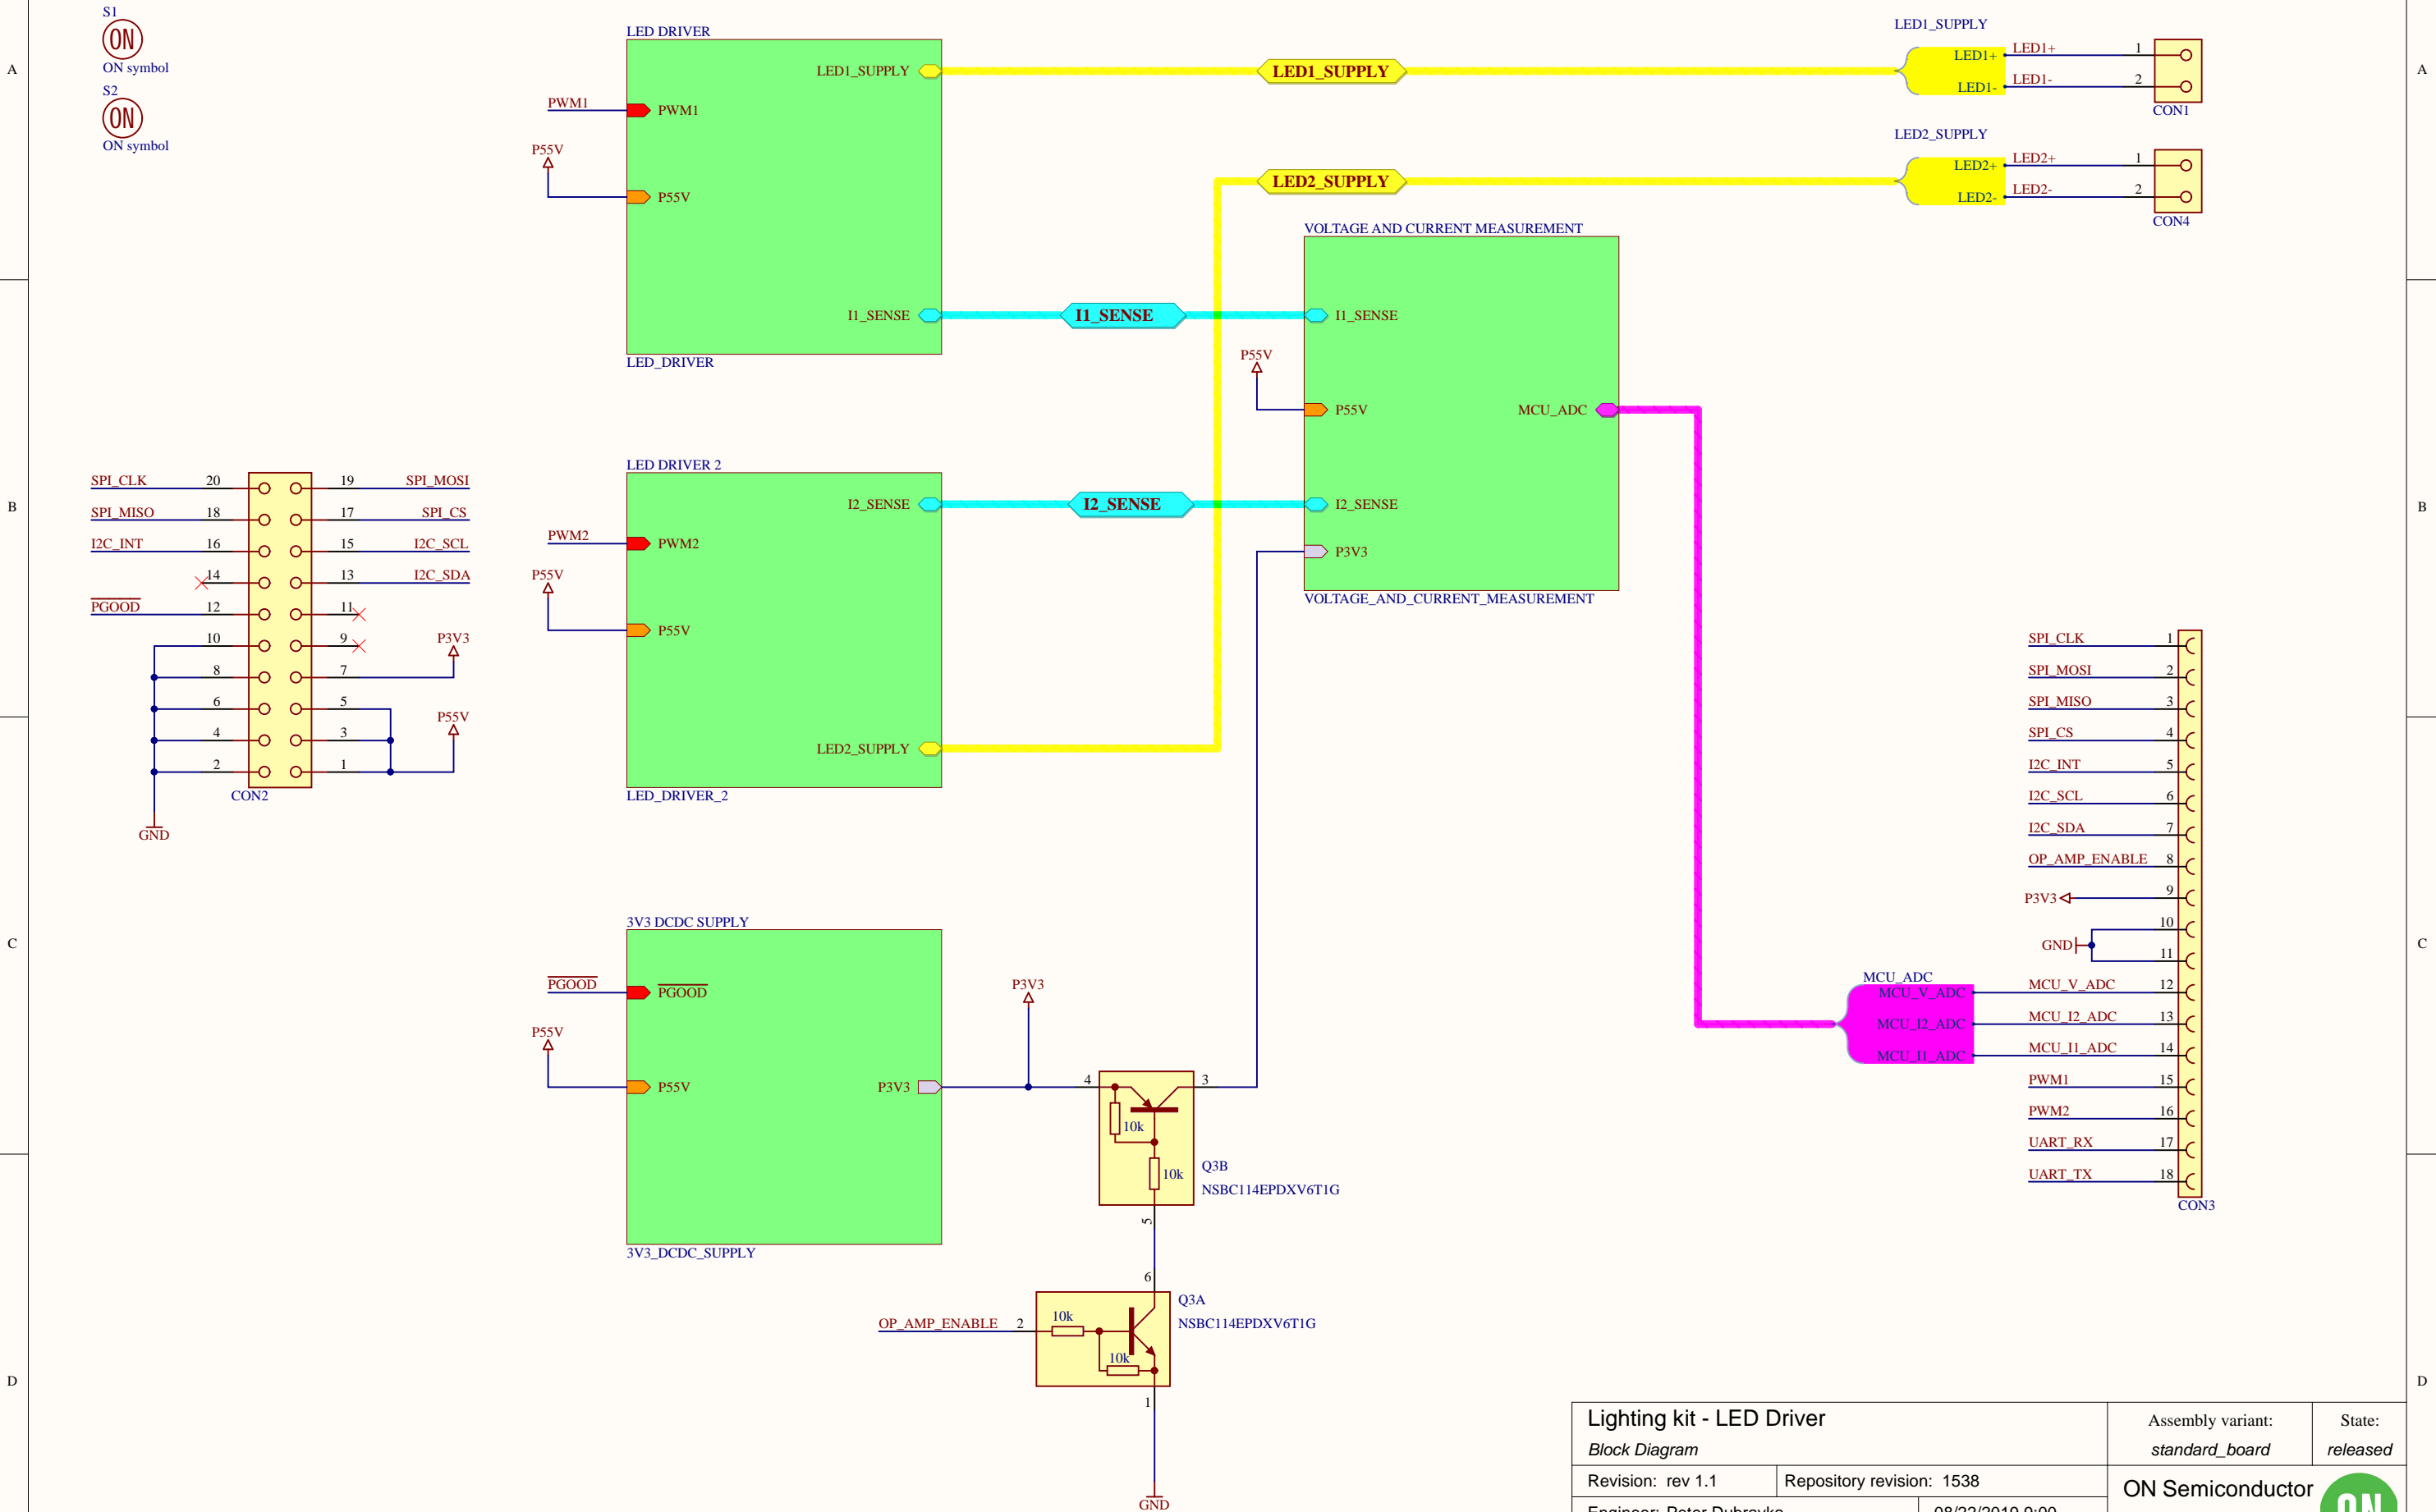 S1
ON
ON symbol
S2
ON
ON symbol
A
A
B
B
C
C
D
D
LED DRIVER
LED1_SUPPLY
PWM1
PWM1
P55V
P55V
I1_SENSE
LED_DRIVER
LED1_SUPPLY
LED1_SUPPLY
LED1+
LED1+
1
LED1-
LED1-
2
CON1
LED2_SUPPLY
LED2_SUPPLY
LED2+
LED2+
1
LED2-
LED2-
2
CON4
VOLTAGE AND CURRENT MEASUREMENT
I1_SENSE
I1_SENSE
P55V
P55V
MCU_ADC
I2_SENSE
I2_SENSE
P3V3
VOLTAGE_AND_CURRENT_MEASUREMENT
LED DRIVER 2
I2_SENSE
PWM2
PWM2
P55V
P55V
LED2_SUPPLY
LED_DRIVER_2
SPI_CLK 20 19 SPI_MOSI
SPI_MISO 18 17 SPI_CS
I2C_INT 16 15 I2C_SCL
14 13 I2C_SDA
PGOOD 12 11
10 9 P3V3
8 7
6 5 P55V
4 3
2 1
CON2
GND
3V3 DCDC SUPPLY
PGOOD
PGOOD
P55V
P55V
P3V3
3V3_DCDC_SUPPLY
P3V3
4
3
10k
10k
5
Q3B
NSBC114EPDXV6T1G
6
Q3A
NSBC114EPDXV6T1G
OP_AMP_ENABLE 2
10k
10k
1
GND
SPI_CLK 1
SPI_MOSI 2
SPI_MISO 3
SPI_CS 4
I2C_INT 5
I2C_SCL 6
I2C_SDA 7
OP_AMP_ENABLE 8
P3V3 9
10
GND
11
MCU_ADC
MCU_V_ADC MCU_V_ADC 12
MCU_I2_ADC MCU_I2_ADC 13
MCU_I1_ADC MCU_I1_ADC 14
PWM1 15
PWM2 16
UART_RX 17
UART_TX 18
CON3
Lighting kit - LED Driver
Block Diagram
Assembly variant:
standard_board
State:
released
Revision: rev 1.1
Repository revision: 1538
ON Semiconductor
ON
Engineer: Peter Dubravka
08/22/2019 9:00